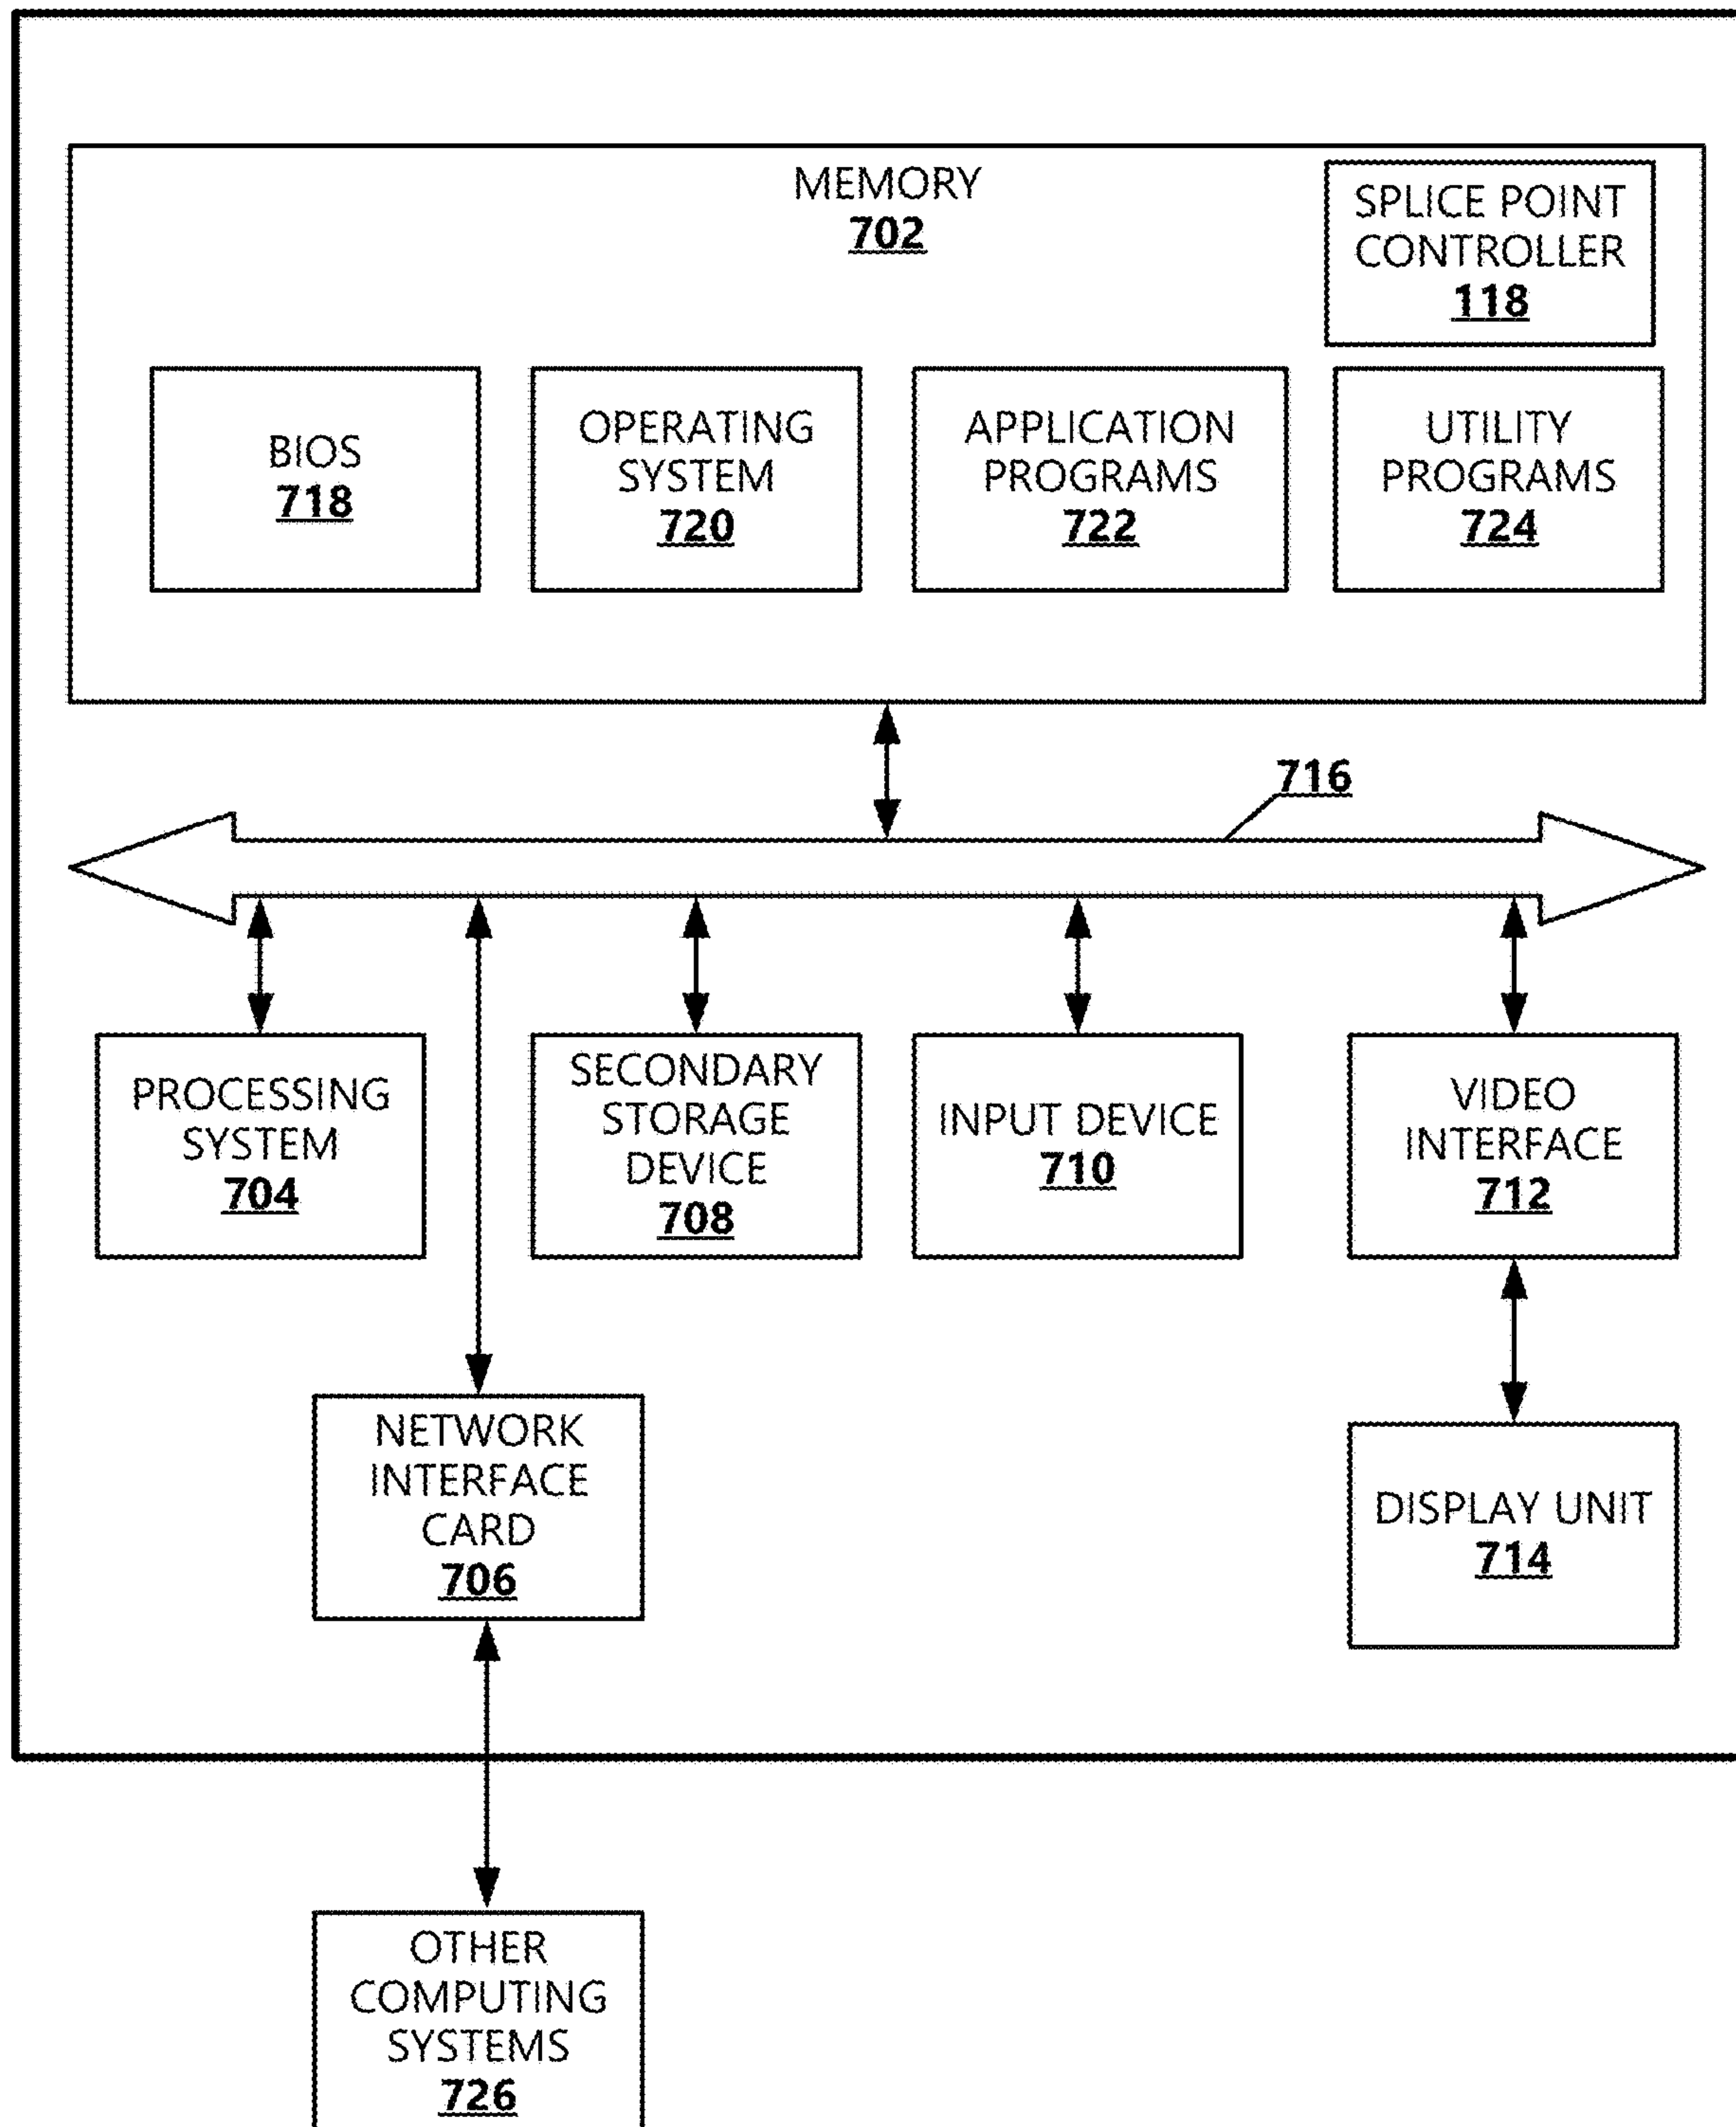 MEMORY
702
SPLICE POINT
CONTROLLER
118
BIOS
718
OPERATING
SYSTEM
720
APPLICATION
PROGRAMS
722
UTILITY
PROGRAMS
724
716
PROCESSING
SYSTEM
704
SECONDARY
STORAGE
DEVICE
708
INPUT DEVICE
710
VIDEO
INTERFACE
712
NETWORK
INTERFACE
CARD
706
DISPLAY UNIT
714
OTHER
COMPUTING
SYSTEMS
726